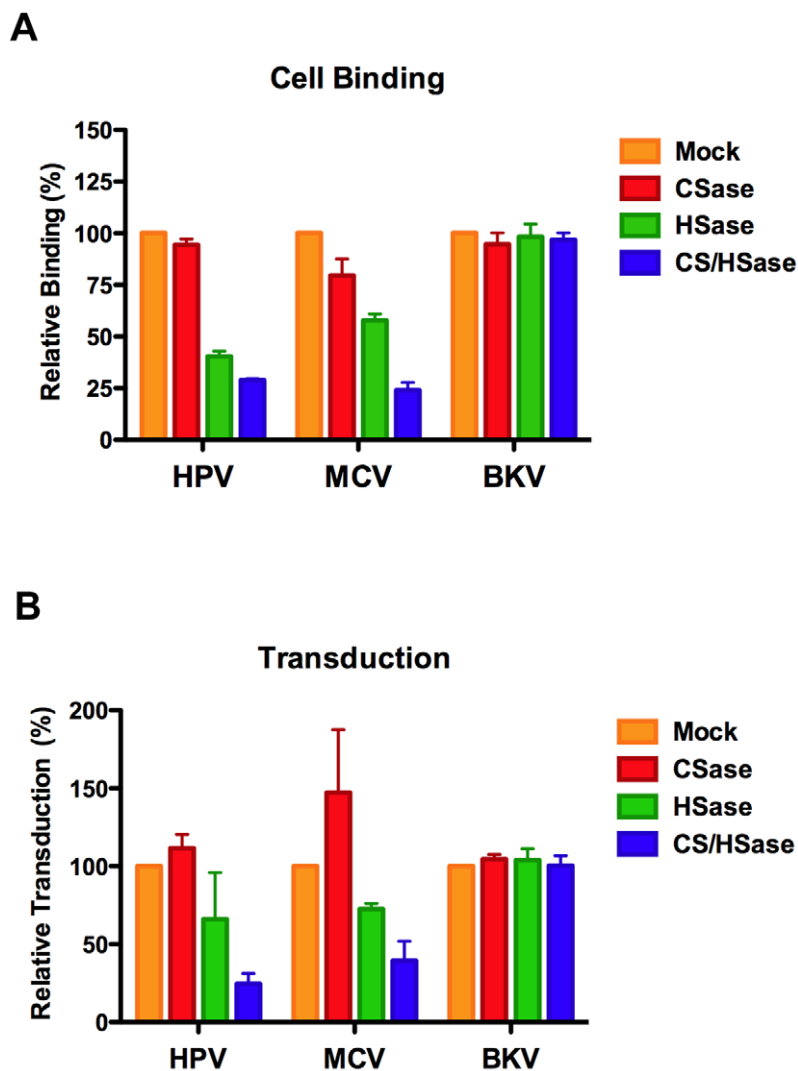 A
Cell Binding
Relative Binding (%)
150
125
100
75
50
25
0
HPV MCV BKV
Mock
CSase
HSase
CS/HSase
B
Transduction
Relative Transduction (%)
200
150
100
50
0
HPV MCV BKV
Mock
CSase
HSase
CS/HSase